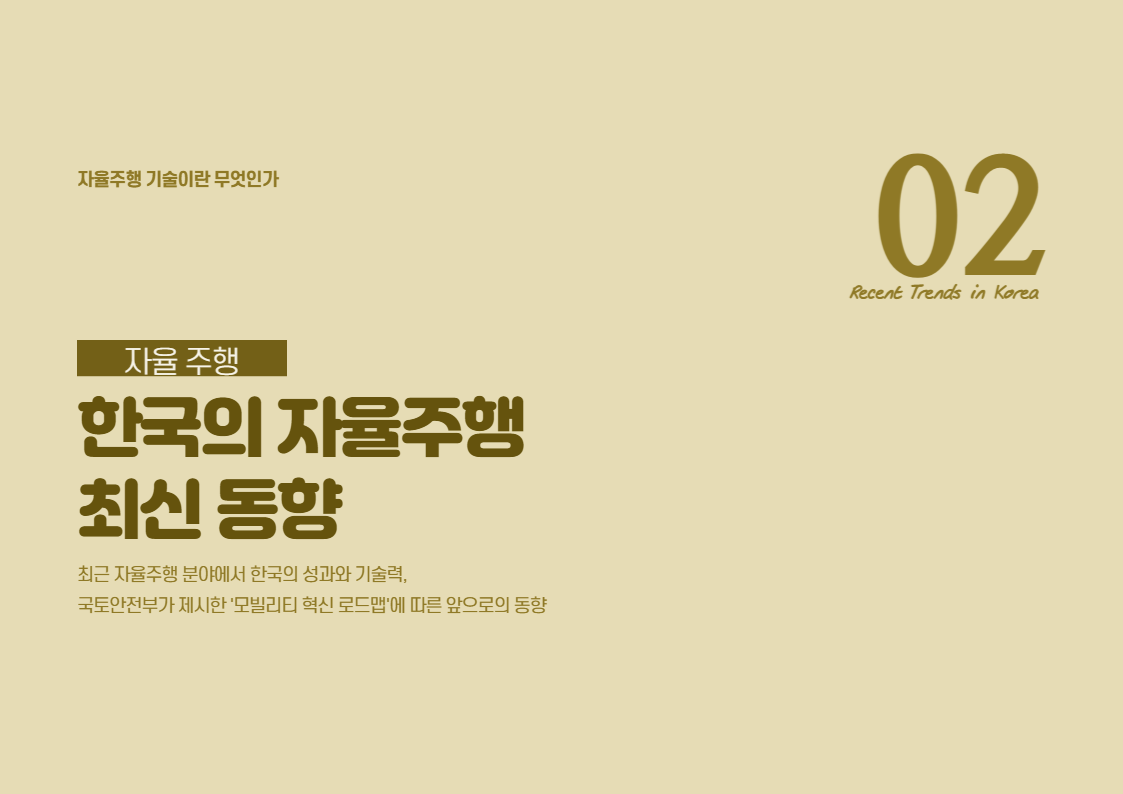 자율주행 기술이란 무엇인가
02
Recent Trends in Korea
자율 주행
한국의 자율주행
최신 동향
최근 자율주행 분야에서 한국의 성과와 기술력,
국토안전부가 제시한 '모빌리티 혁신 로드맵'에 따른 앞으로의 동향